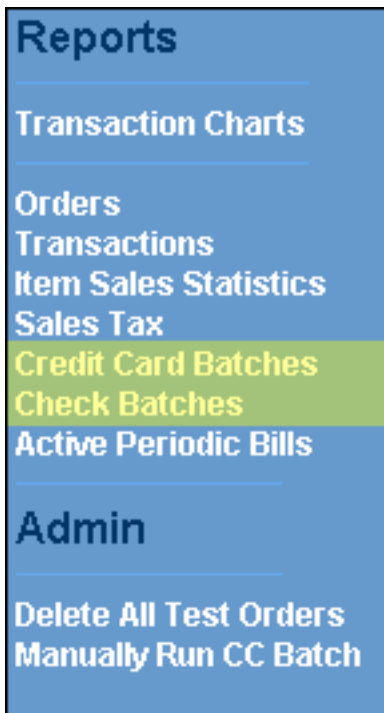 Reports
Transaction Charts
Orders
Transactions
Item Sales Statistics
Sales Tax
Credit Card Batches
Check Batches
Active Periodic Bills
Admin
Delete All Test Orders
Manually Run CC Batch